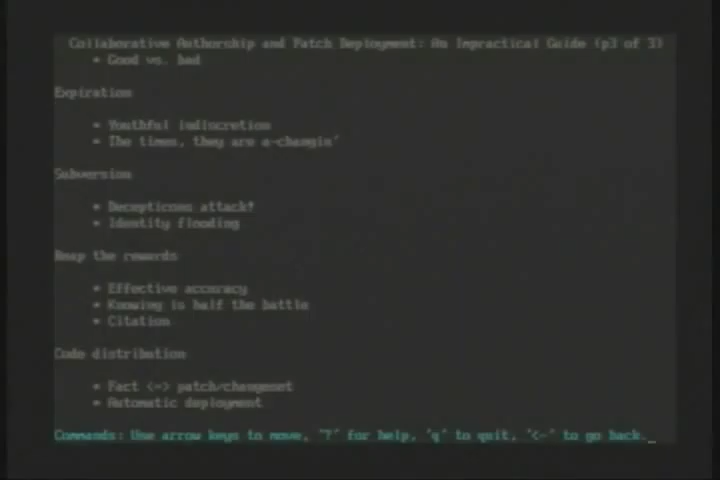 Collaborative Authorship and Patch Deployment: An Impractical Guide (p3 of 3)
* Good vs. bad
Expiration
* Youthful indiscretion
* The times, they are a-changin'
Subversion
* Decepticons attack!
* Identity flooding
Reap the rewards
* Effective accuracy
* Knowing is half the battle
* Citation
Code distribution
* Fact <=> patch/changeset
* Automatic deployment
Commands: Use arrow keys to move, '?' for help, 'q' to quit, '<-' to go back.